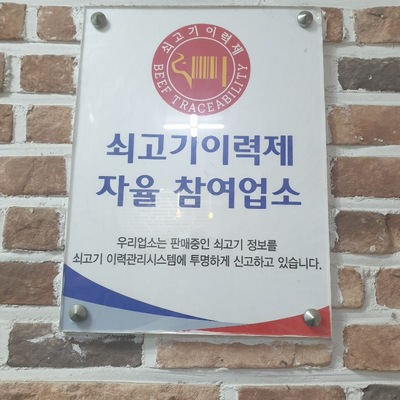 쇠고기이력제
BEEF TRACEABILITY
쇠고기이력제
자율 참여업소
우리업소는 판매중인 쇠고기 정보를
쇠고기 이력관리시스템에 투명하게 신고하고 있습니다.